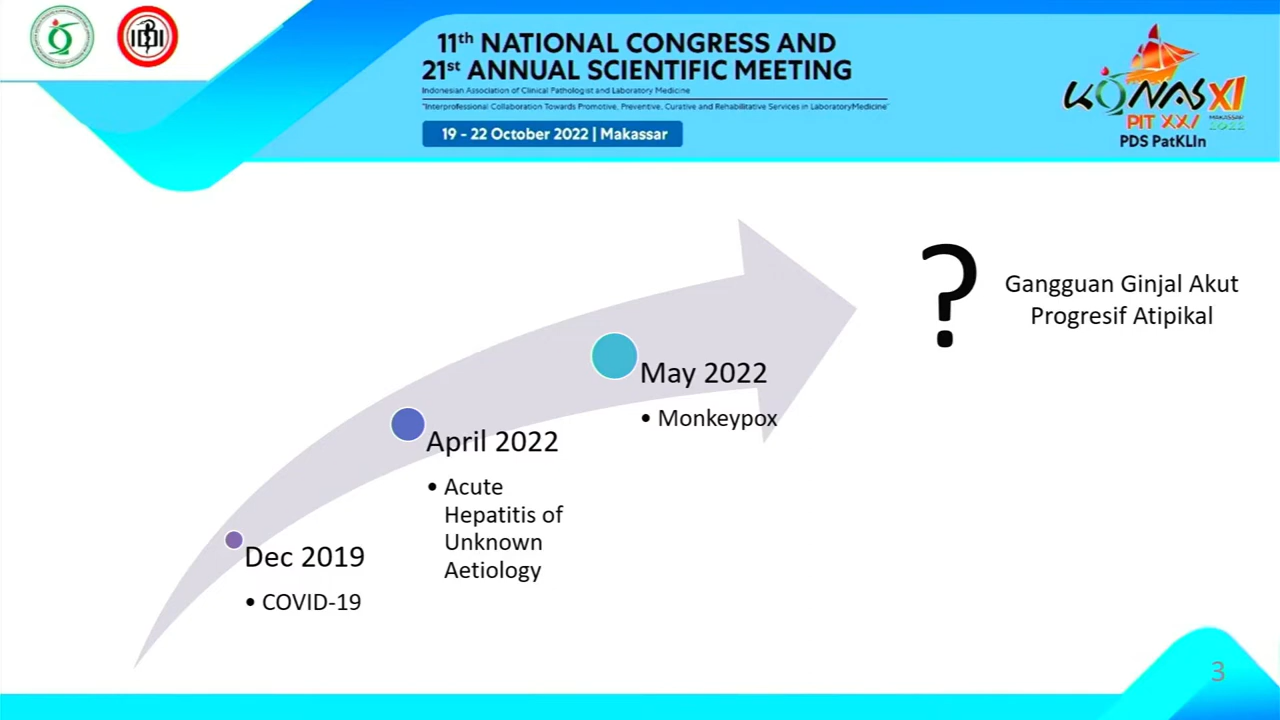 11th NATIONAL CONGRESS AND
21st ANNUAL SCIENTIFIC MEETING
Indonesian Association of Clinical Pathologist and Laboratory Medicine
"Interprofessional Collaboration Towards Promotive, Preventive, Curative and Rehabilitative Services in LaboratoryMedicine"
19 - 22 October 2022 | Makassar
KONAS XI
PIT XXI
MAKASSAR
2022
PDS PatKLIn
IDI
?
Gangguan Ginjal Akut
Progresif Atipikal
May 2022
• Monkeypox
April 2022
• Acute
Hepatitis of
Unknown
Aetiology
Dec 2019
• COVID-19
3